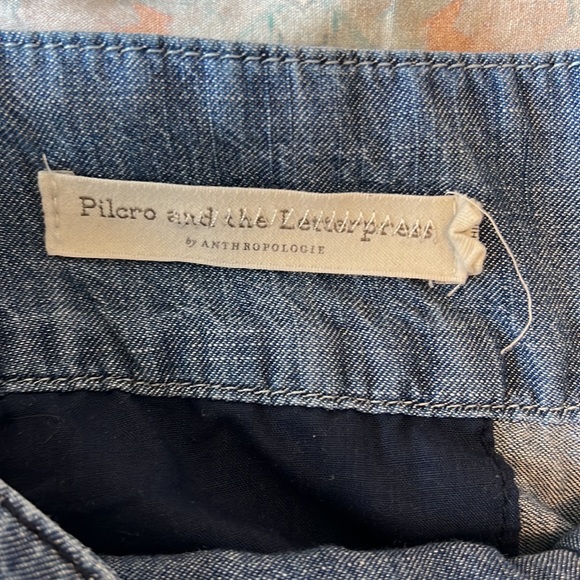 Pilcro and the Letterpress
by ANTHROPOLOGIE